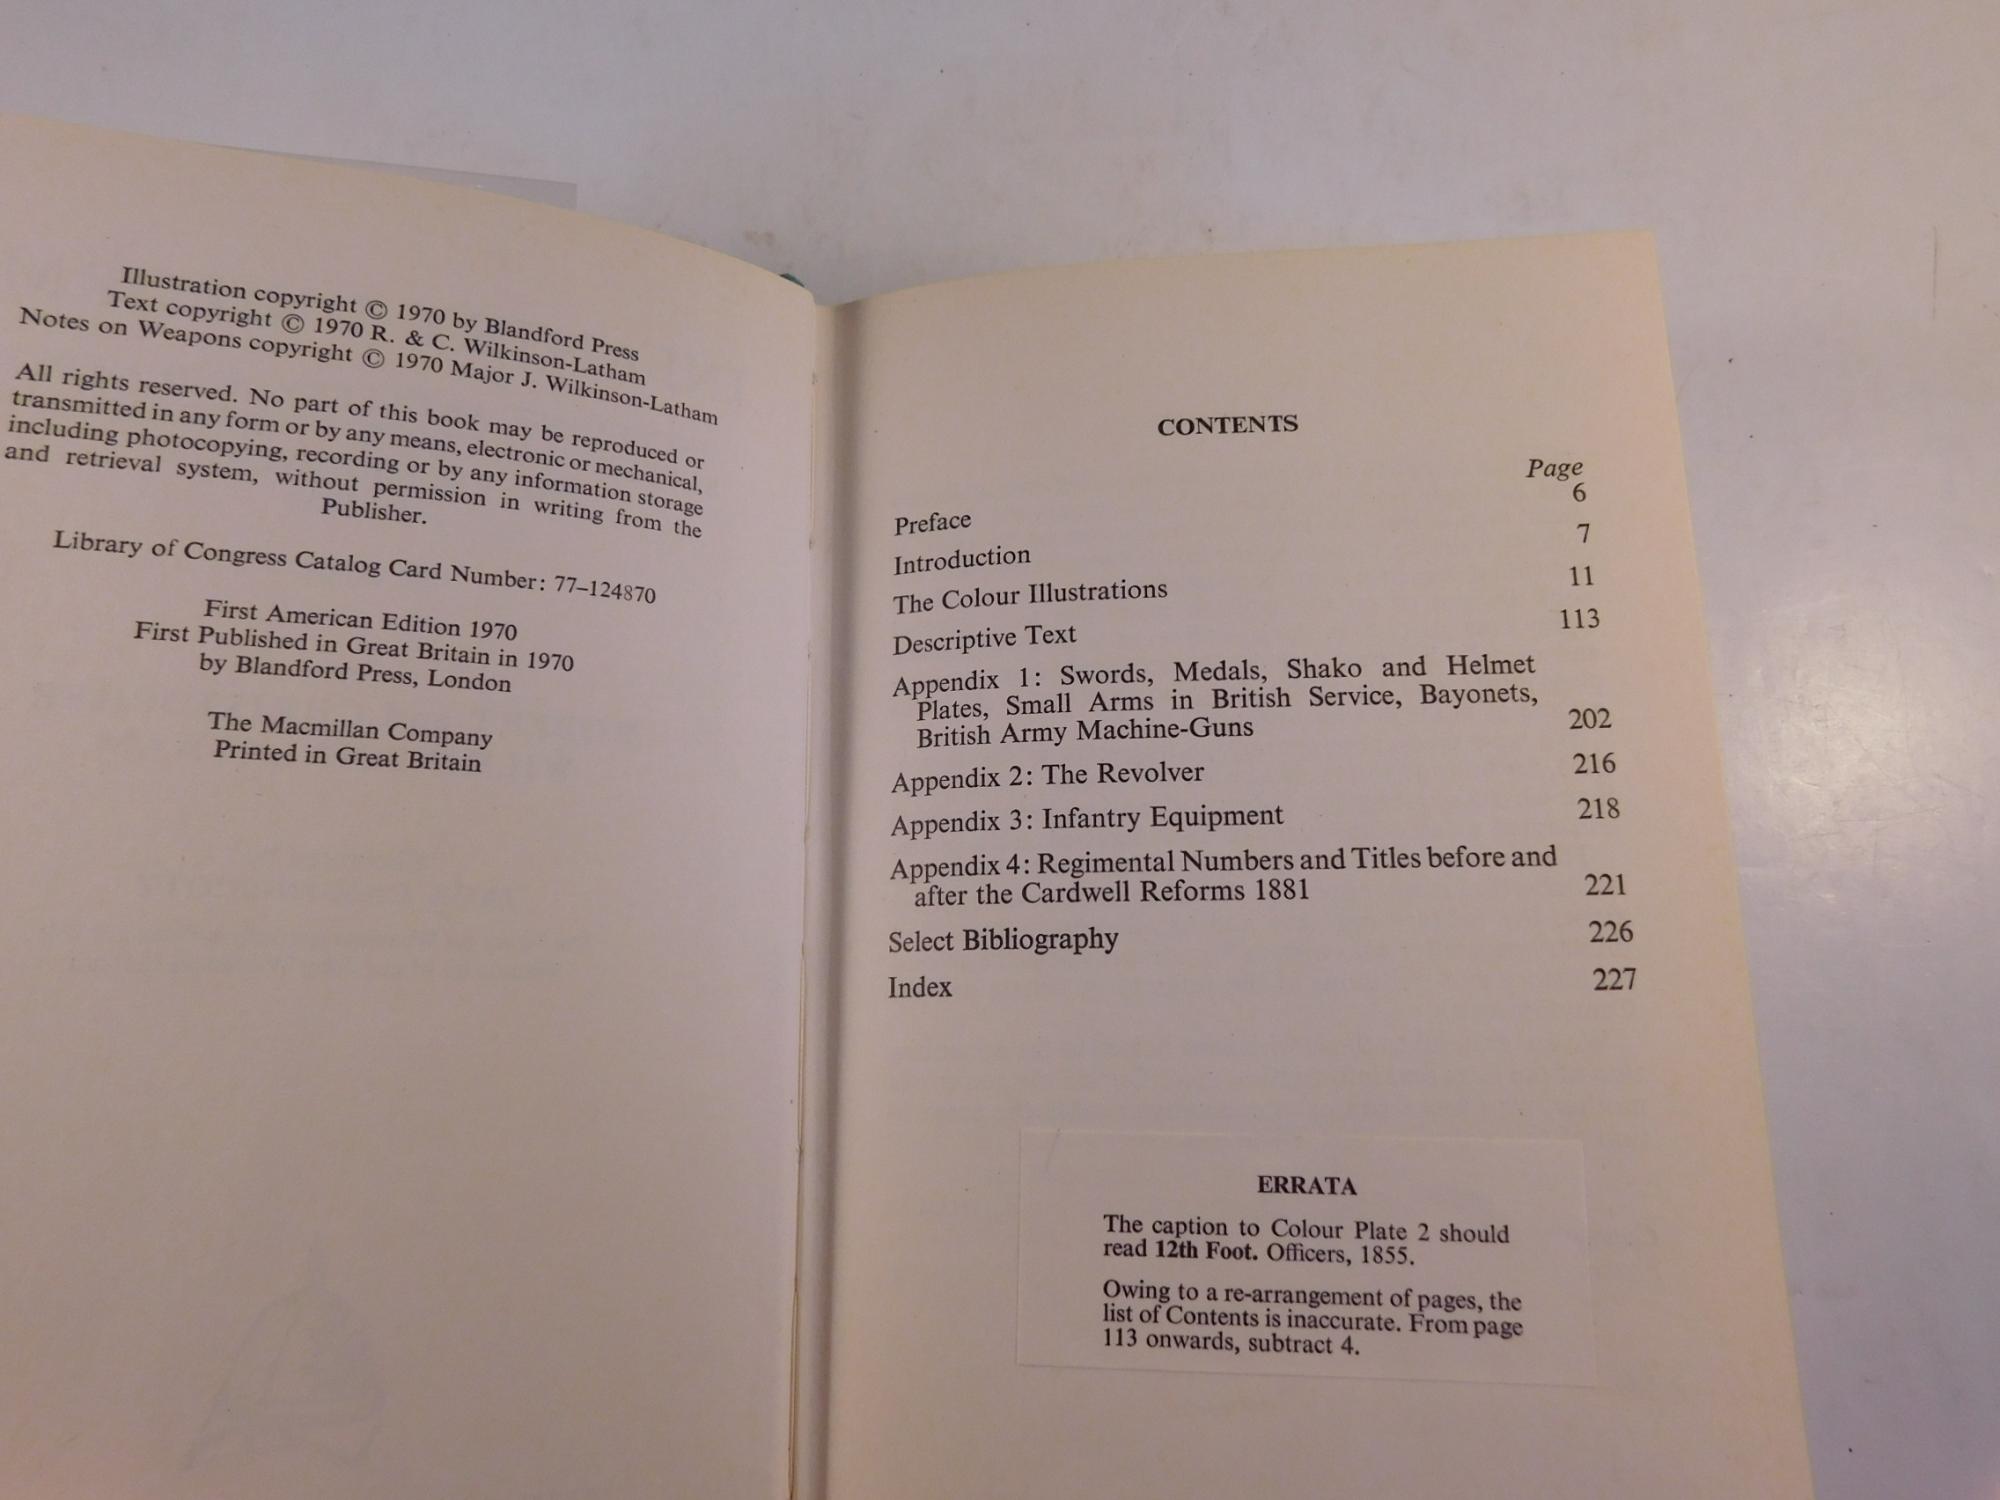 Illustration copyright © 1970 by Blandford Press
Text copyright © 1970 R. & C. Wilkinson-Latham
Notes on Weapons copyright © 1970 Major J. Wilkinson-Latham
All rights reserved. No part of this book may be reproduced or
transmitted in any form or by any means, electronic or mechanical,
including photocopying, recording or by any information storage
and retrieval system, without permission in writing from the
Publisher.
Library of Congress Catalog Card Number: 77–124870
First American Edition 1970
First Published in Great Britain in 1970
by Blandford Press, London
The Macmillan Company
Printed in Great Britain
CONTENTS
Page
Preface 6
Introduction 7
The Colour Illustrations 11
Descriptive Text 113
Appendix 1: Swords, Medals, Shako and Helmet
Plates, Small Arms in British Service, Bayonets,
British Army Machine-Guns 202
Appendix 2: The Revolver 216
Appendix 3: Infantry Equipment 218
Appendix 4: Regimental Numbers and Titles before and
after the Cardwell Reforms 1881 221
Select Bibliography 226
Index 227
ERRATA
The caption to Colour Plate 2 should
read 12th Foot. Officers, 1855.
Owing to a re-arrangement of pages, the
list of Contents is inaccurate. From page
113 onwards, subtract 4.